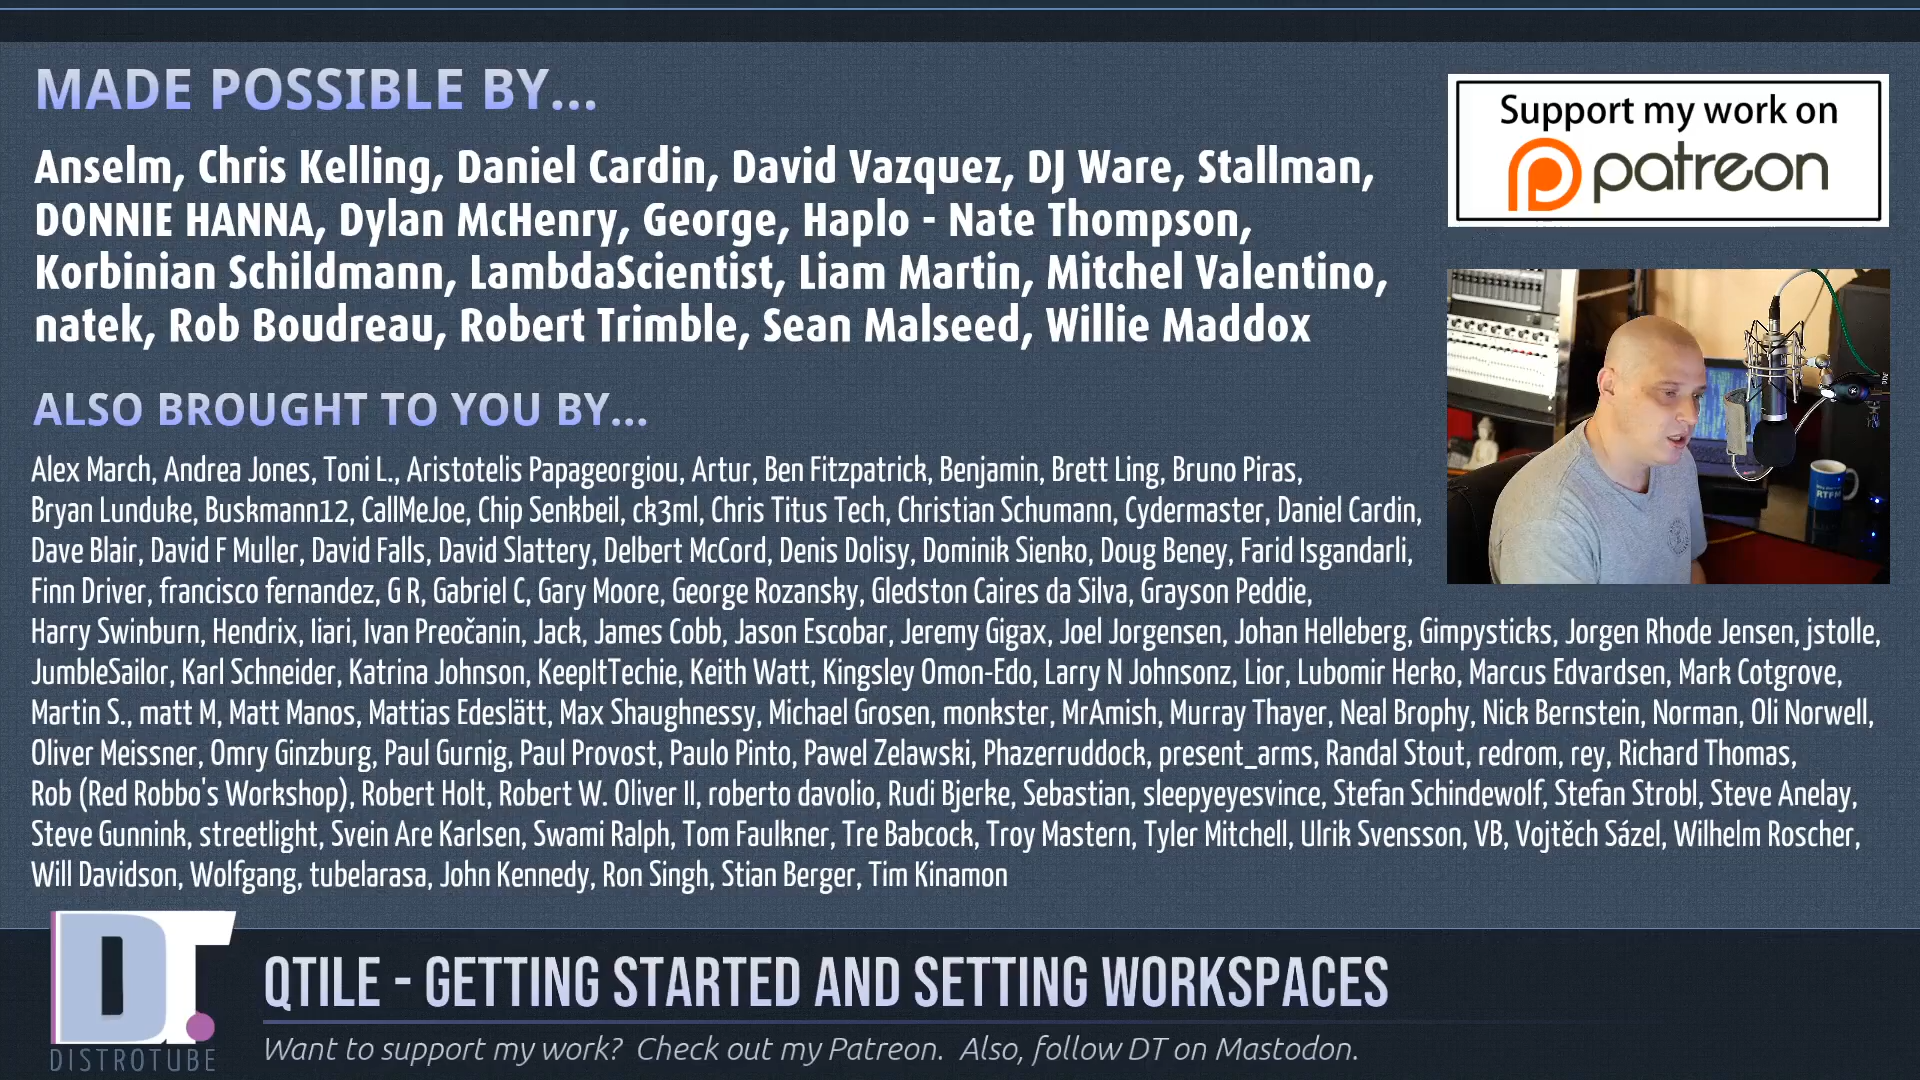 MADE POSSIBLE BY...
Anselm, Chris Kelling, Daniel Cardin, David Vazquez, DJ Ware, Stallman,
DONNIE HANNA, Dylan McHenry, George, Haplo - Nate Thompson,
Korbinian Schildmann, LambdaScientist, Liam Martin, Mitchel Valentino,
natek, Rob Boudreau, Robert Trimble, Sean Malseed, Willie Maddox
Support my work on
patreon
RTFM
ALSO BROUGHT TO YOU BY...
Alex March, Andrea Jones, Toni L., Aristotelis Papageorgiou, Artur, Ben Fitzpatrick, Benjamin, Brett Ling, Bruno Piras,
Bryan Lunduke, Buskmann12, CallMeJoe, Chip Senkbeil, ck3ml, Chris Titus Tech, Christian Schumann, Cydermaster, Daniel Cardin,
Dave Blair, David F Muller, David Falls, David Slattery, Delbert McCord, Denis Dolisy, Dominik Sienko, Doug Beney, Farid Isgandarli,
Finn Driver, francisco fernandez, G R, Gabriel C, Gary Moore, George Rozansky, Gledston Caires da Silva, Grayson Peddie,
Harry Swinburn, Hendrix, Iiari, Ivan Preočanin, Jack, James Cobb, Jason Escobar, Jeremy Gigax, Joel Jorgensen, Johan Helleberg, Gimpysticks, Jorgen Rhode Jensen, jstolle,
JumbleSailor, Karl Schneider, Katrina Johnson, KeepItTechie, Keith Watt, Kingsley Omon-Edo, Larry N Johnsonz, Lior, Lubomir Herko, Marcus Edvardsen, Mark Cotgrove,
Martin S., matt M, Matt Manos, Mattias Edeslätt, Max Shaughnessy, Michael Grosen, monkster, MrAmish, Murray Thayer, Neal Brophy, Nick Bernstein, Norman, Oli Norwell,
Oliver Meissner, Omry Ginzburg, Paul Gurnig, Paul Provost, Paulo Pinto, Pawel Zelawski, Phazerruddock, present_arms, Randal Stout, redrom, rey, Richard Thomas,
Rob (Red Robbo's Workshop), Robert Holt, Robert W. Oliver II, roberto davolio, Rudi Bjerke, Sebastian, sleepyeyesvince, Stefan Schindewolf, Stefan Strobl, Steve Anelay,
Steve Gunnink, streetlight, Svein Are Karlsen, Swami Ralph, Tom Faulkner, Tre Babcock, Troy Mastern, Tyler Mitchell, Ulrik Svensson, VB, Vojtěch Sázel, Wilhelm Roscher,
Will Davidson, Wolfgang, tubelarasa, John Kennedy, Ron Singh, Stian Berger, Tim Kinamon
DT
DISTROTUBE
QTILE - GETTING STARTED AND SETTING WORKSPACES
Want to support my work? Check out my Patreon. Also, follow DT on Mastodon.